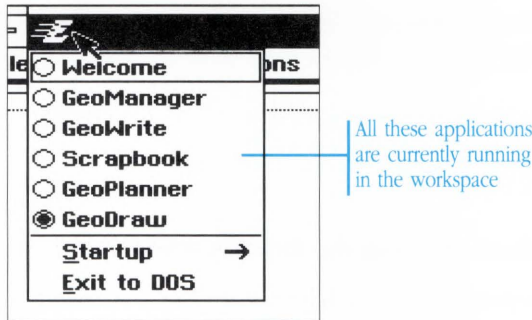 le
ons
Welcome
GeoManager
GeoWrite
Scrapbook
GeoPlanner
GeoDraw
Startup →
Exit to DOS
All these applications
are currently running
in the workspace